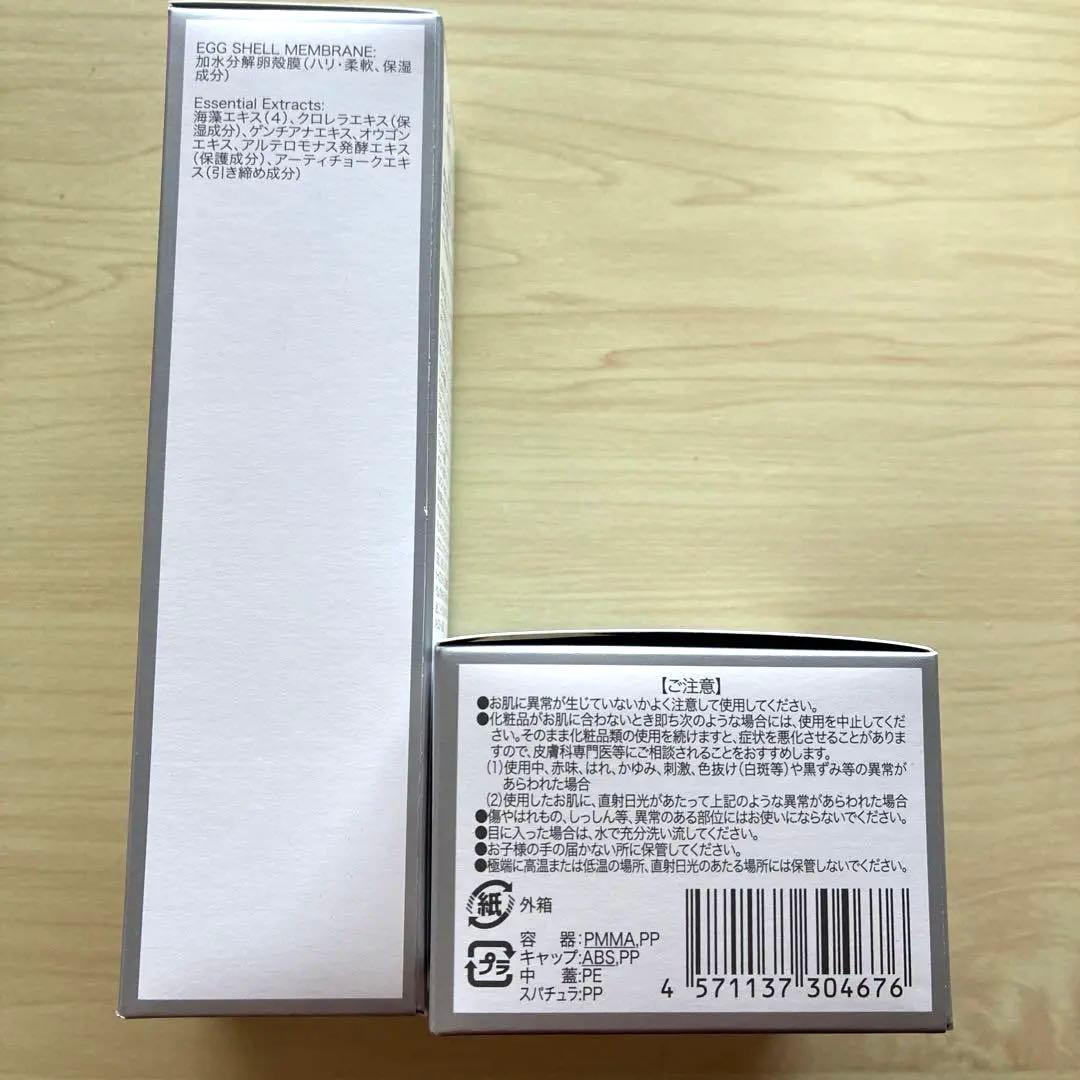 EGG SHELL MEMBRANE:
加水分解卵殻膜(ハリ・柔軟、保湿
成分)
Essential Extracts:
海藻エキス(4)、クロレラエキス(保
湿成分)、ゲンチアナエキス、オウゴン
エキス、アルテロモナス発酵エキス
(保護成分)、アーティチョークエキ
ス(引き締め成分)
【ご注意】
●お肌に異常が生じていないかよく注意して使用してください。
●化粧品がお肌に合わないとき即ち次のような場合には、使用を中止してくだ
さい。そのまま化粧品類の使用を続けますと、症状を悪化させることがありま
すので、皮膚科専門医等にご相談されることをおすすめします。
(1)使用中、赤味、はれ、かゆみ、刺激、色抜け(白斑等)や黒ずみ等の異常が
あらわれた場合
(2)使用したお肌に、直射日光があたって上記のような異常があらわれた場合
●傷やはれもの、しっしん等、異常のある部位にはお使いにならないでください。
●目に入った場合は、水で充分洗い流してください。
●お子様の手の届かない所に保管してください。
●極端に高温または低温の場所、直射日光のあたる場所には保管しないでください。
紙 外箱
プラ
容 器:PMMA,PP
キャップ:ABS,PP
中 蓋:PE
スパチュラ:PP
4 571137 304676